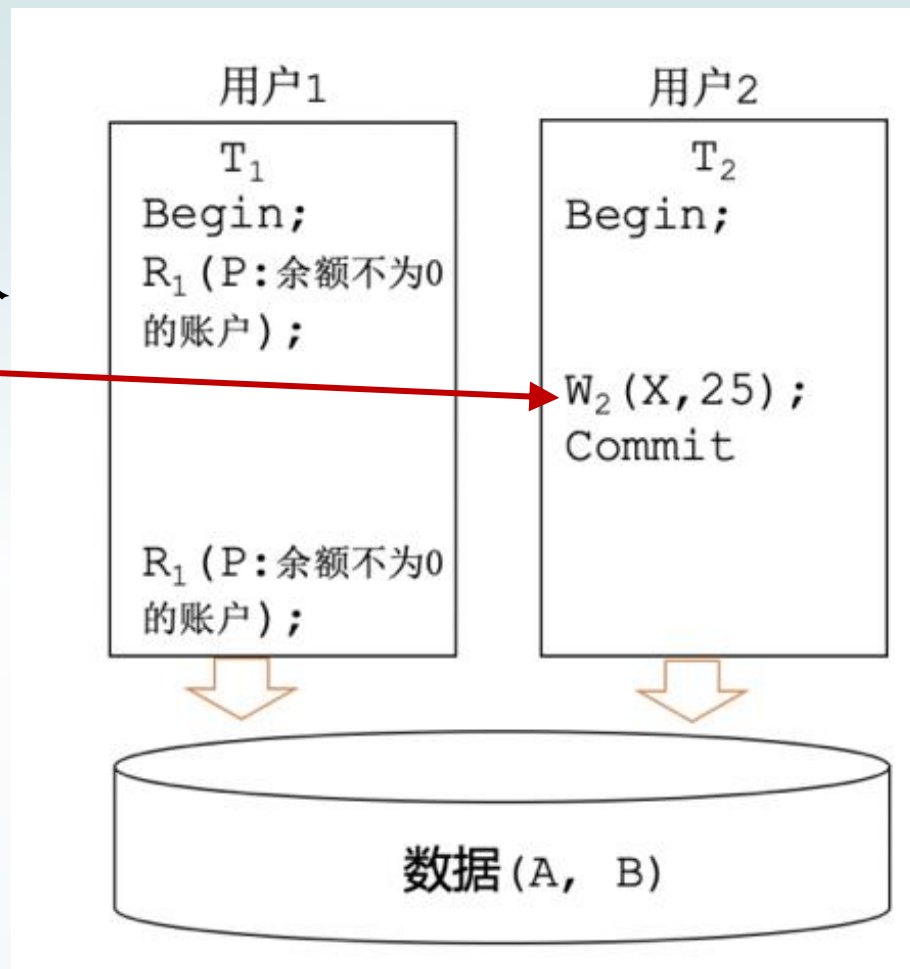 用户1
T₁
Begin;
R₁(P:余额不为0
的账户);
R₁(P:余额不为0
的账户);
用户2
T₂
Begin;
W₂(X,25);
Commit
数据(A, B)